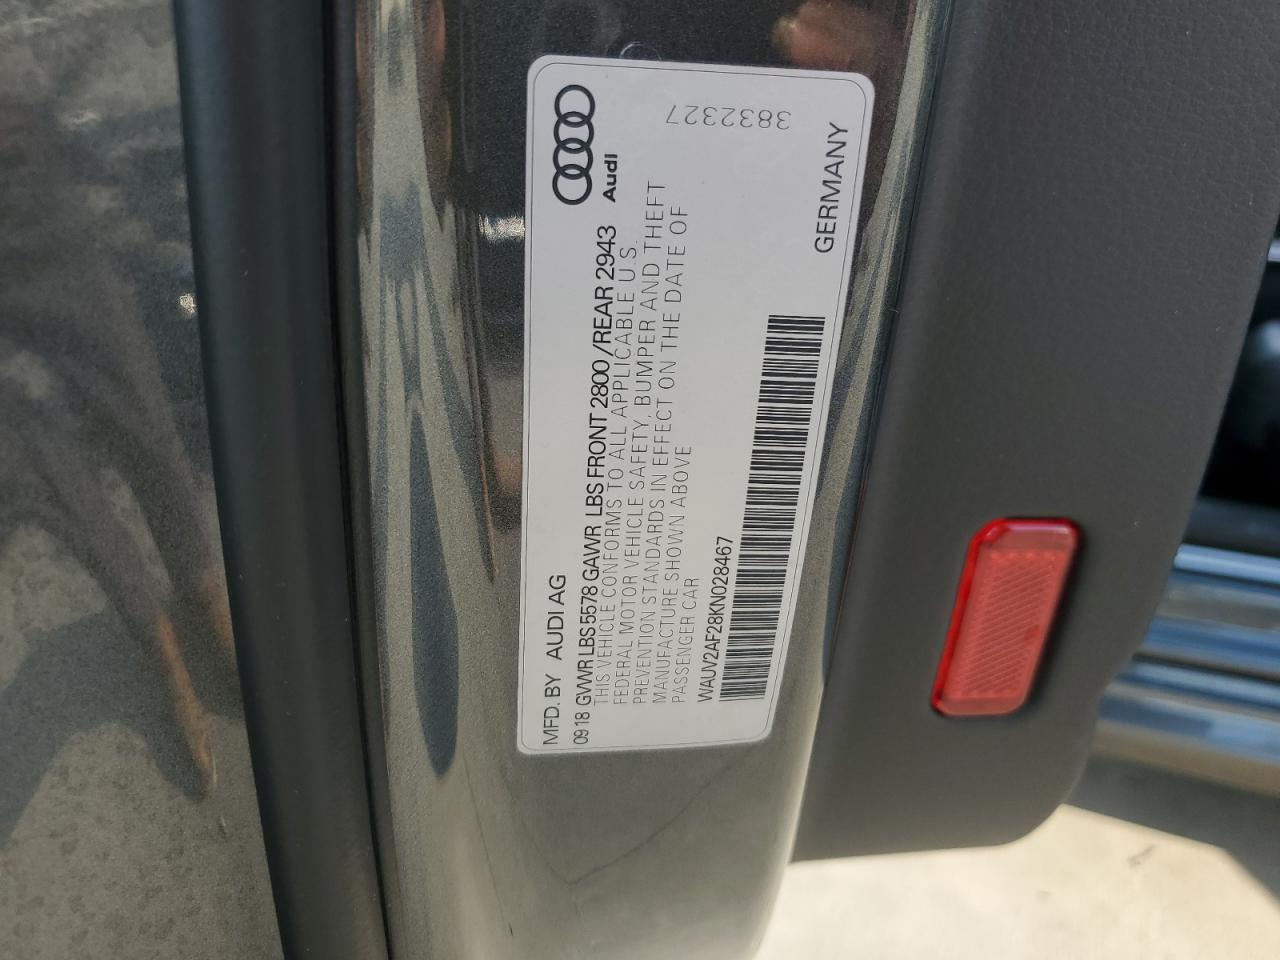 MFD. BY AUDI AG
Audi
0918 GVWR LBS 5578 GAWR LBS FRONT 2800 /REAR 2943
THIS VEHICLE CONFORMS TO ALL APPLICABLE U.S.
FEDERAL MOTOR VEHICLE SAFETY, BUMPER AND THEFT
PREVENTION STANDARDS IN EFFECT ON THE DATE OF
MANUFACTURE SHOWN ABOVE
PASSENGER CAR
WAUV2AF28KN028467
3832327
GERMANY